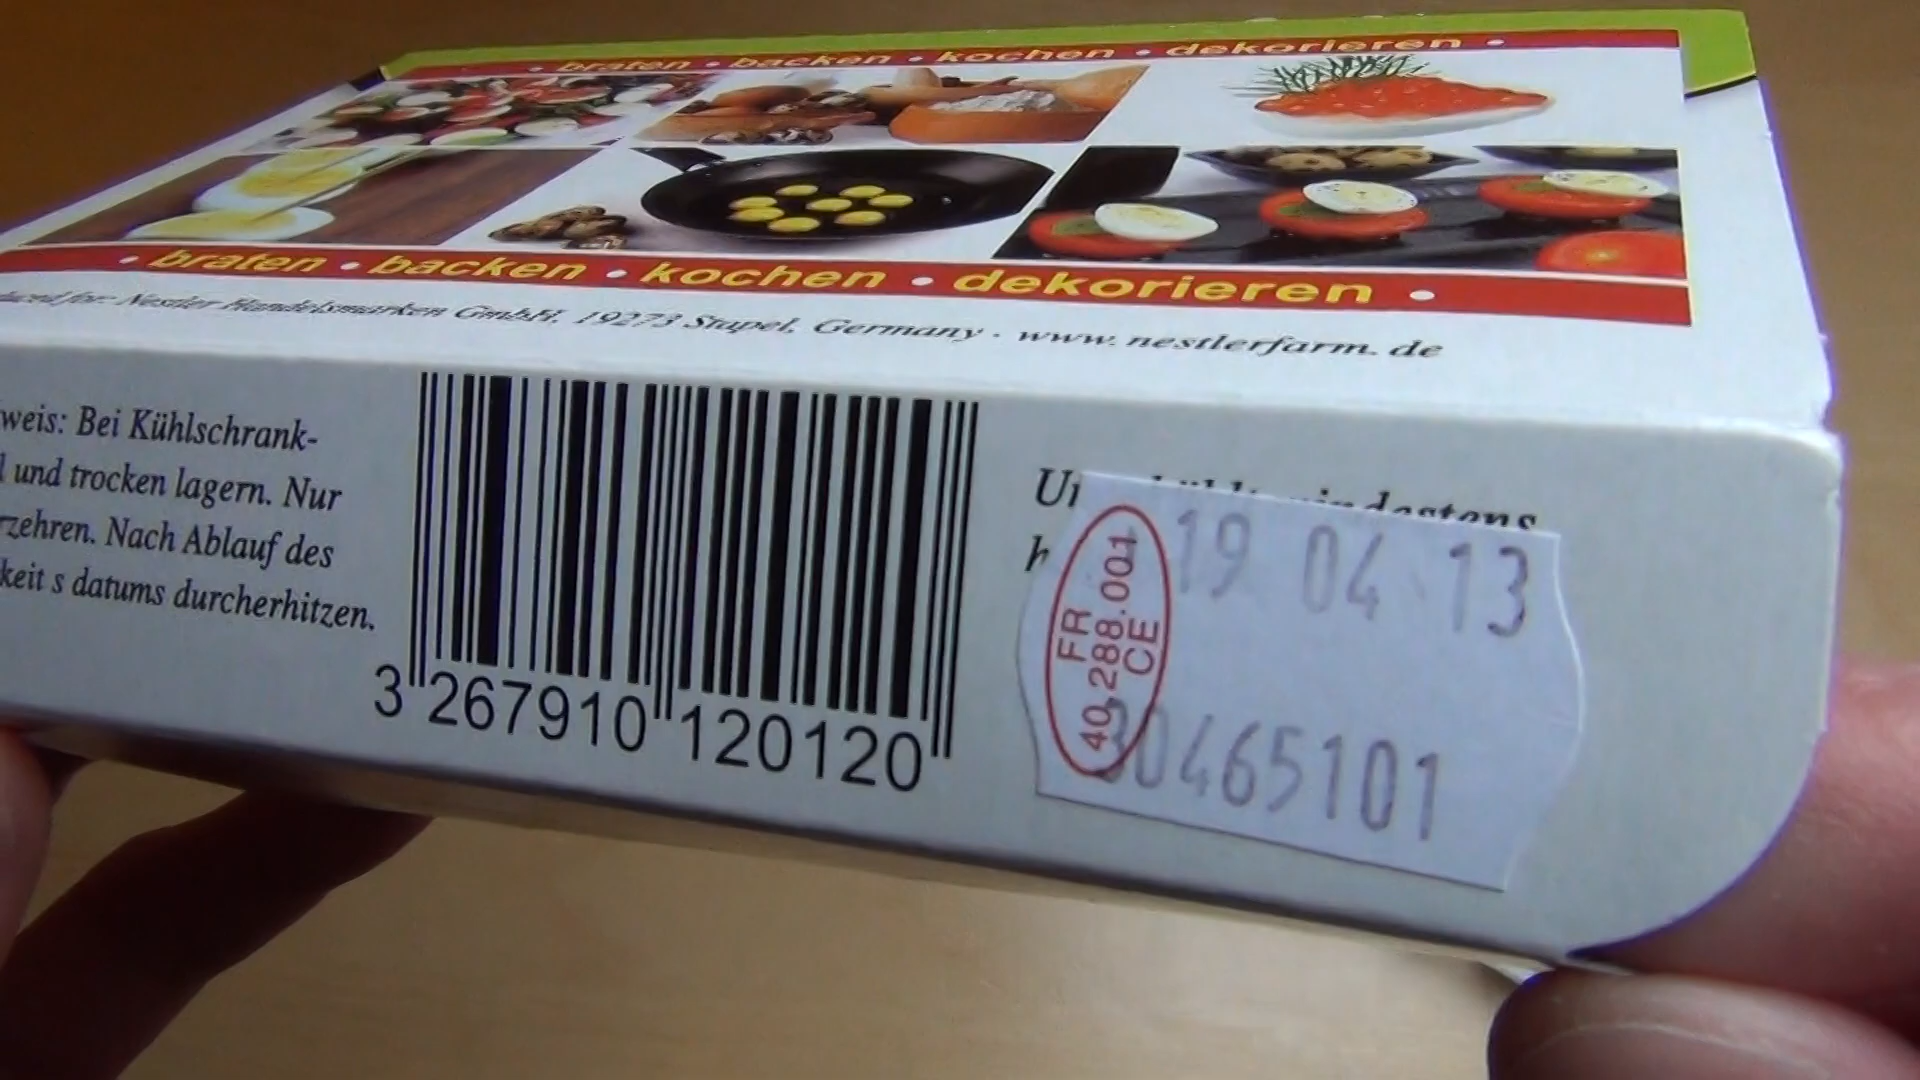 • braten • backen • kochen • dekorieren •
• braten • backen • kochen • dekorieren •
for: Nestler Handelsmarken GmbH, 19273 Stapel, Germany · www.nestlerfarm.de
weis: Bei Kühlschrank-
und trocken lagern. Nur
rzehren. Nach Ablauf des
keit s datums durcherhitzen.
3 267910 120120
19 04 13
FR
40.288.001
CE
30465101